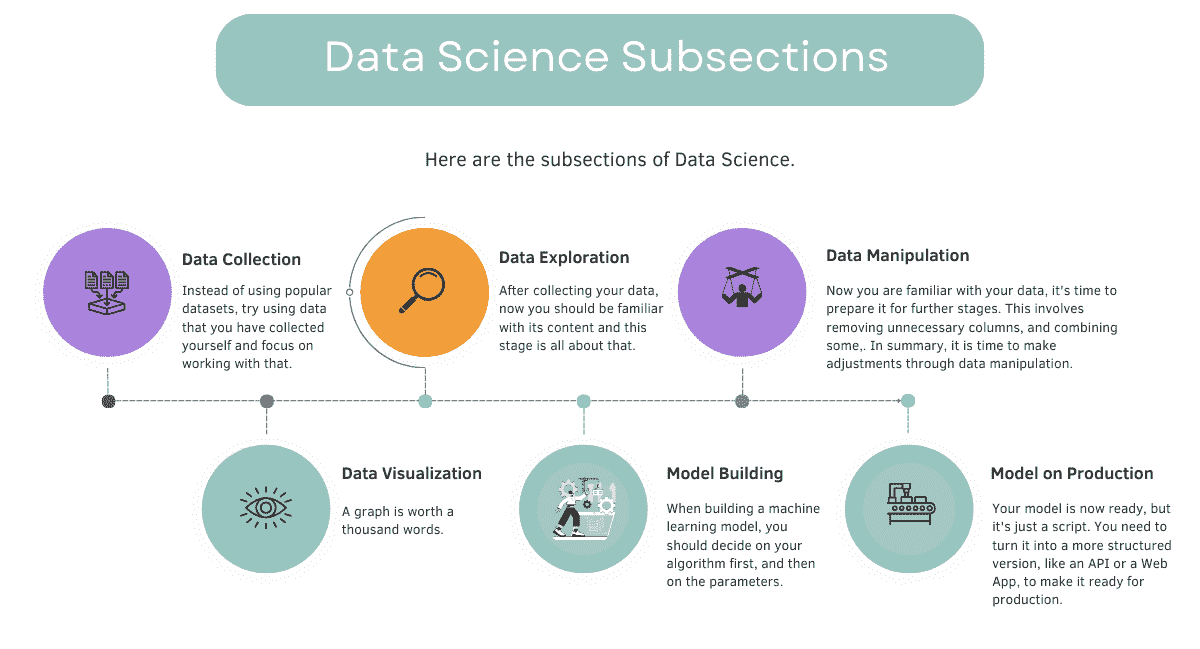 Data Science Subsections
Here are the subsections of Data Science.
Data Collection
Instead of using popular
datasets, try using data
that you have collected
yourself and focus on
working with that.
Data Exploration
After collecting your data,
now you should be familiar
with its content and this
stage is all about that.
Data Manipulation
Now you are familiar with your data, it's time to
prepare it for further stages. This involves
removing unnecessary columns, and combining
some,. In summary, it is time to make
adjustments through data manipulation.
Data Visualization
A graph is worth a
thousand words.
Model Building
When building a machine
learning model, you
should decide on your
algorithm first, and then
on the parameters.
Model on Production
Your model is now ready, but
it's just a script. You need to
turn it into a more structured
version, like an API or a Web
App, to make it ready for
production.